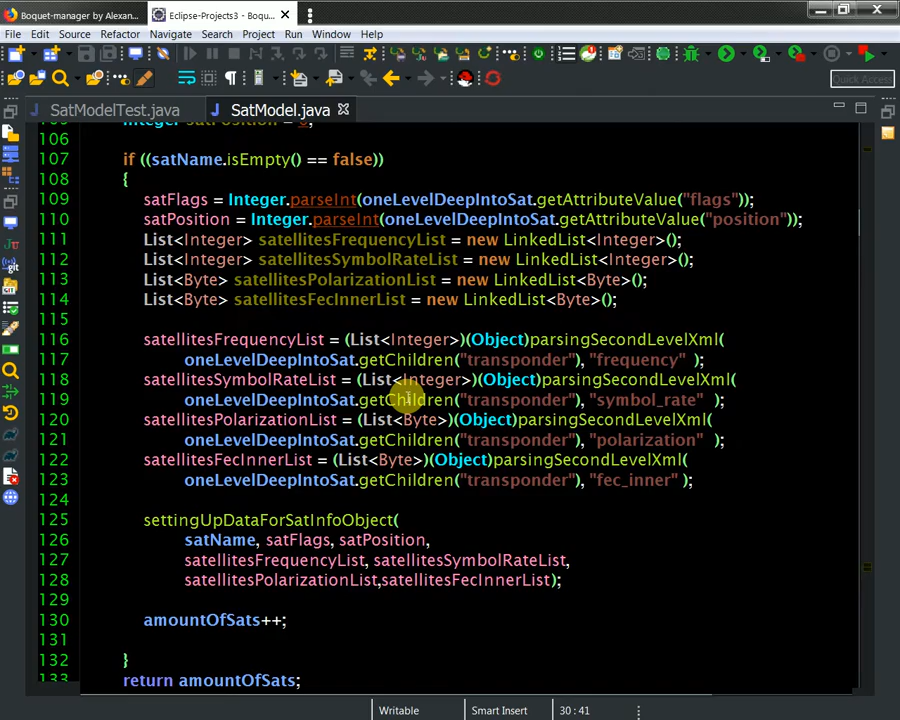 Boquet-manager by Alexan
Eclipse-Projects3 - Boqu...
File Edit Source Refactor Navigate Search Project Run Window Help
Quick Access
SatModelTest.java
SatModel.java
106
107 if ((satName.isEmpty() == false))
108 {
109 satFlags = Integer.parseInt(oneLevelDeepIntoSat.getAttributeValue("flags"));
110 satPosition = Integer.parseInt(oneLevelDeepIntoSat.getAttributeValue("position"));
111 List<Integer> satellitesFrequencyList = new LinkedList<Integer>();
112 List<Integer> satellitesSymbolRateList = new LinkedList<Integer>();
113 List<Byte> satellitesPolarizationList = new LinkedList<Byte>();
114 List<Byte> satellitesFecInnerList = new LinkedList<Byte>();
115
116 satellitesFrequencyList = (List<Integer>)(Object)parsingSecondLevelXml(
117 oneLevelDeepIntoSat.getChildren("transponder"), "frequency" );
118 satellitesSymbolRateList = (List<Integer>)(Object)parsingSecondLevelXml(
119 oneLevelDeepIntoSat.getChildren("transponder"), "symbol_rate" );
120 satellitesPolarizationList = (List<Byte>)(Object)parsingSecondLevelXml(
121 oneLevelDeepIntoSat.getChildren("transponder"), "polarization" );
122 satellitesFecInnerList = (List<Byte>)(Object)parsingSecondLevelXml(
123 oneLevelDeepIntoSat.getChildren("transponder"), "fec_inner" );
124
125 settingUpDataForSatInfoObject(
126 satName, satFlags, satPosition,
127 satellitesFrequencyList, satellitesSymbolRateList,
128 satellitesPolarizationList,satellitesFecInnerList);
129
130 amountOfSats++;
131
132 }
133 return amountOfSats;
Writable Smart Insert 30 : 41